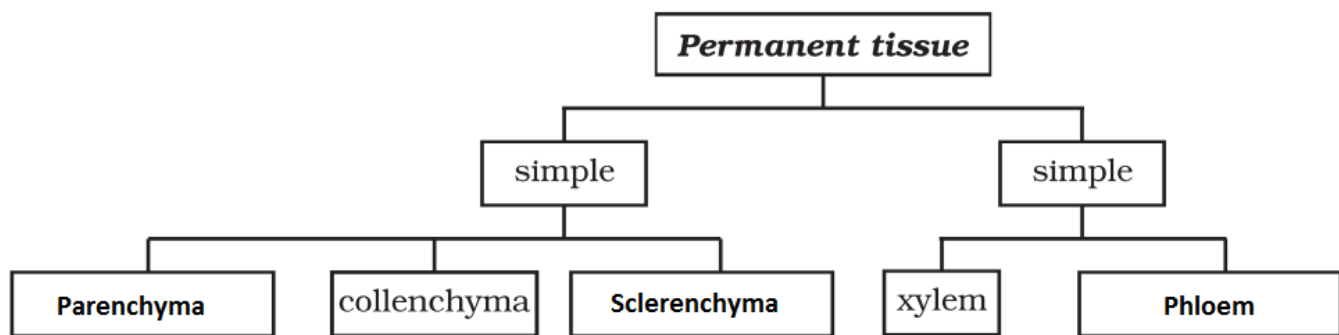 Permanent tissue
simple
simple
Parenchyma
collenchyma
Sclerenchyma
xylem
Phloem